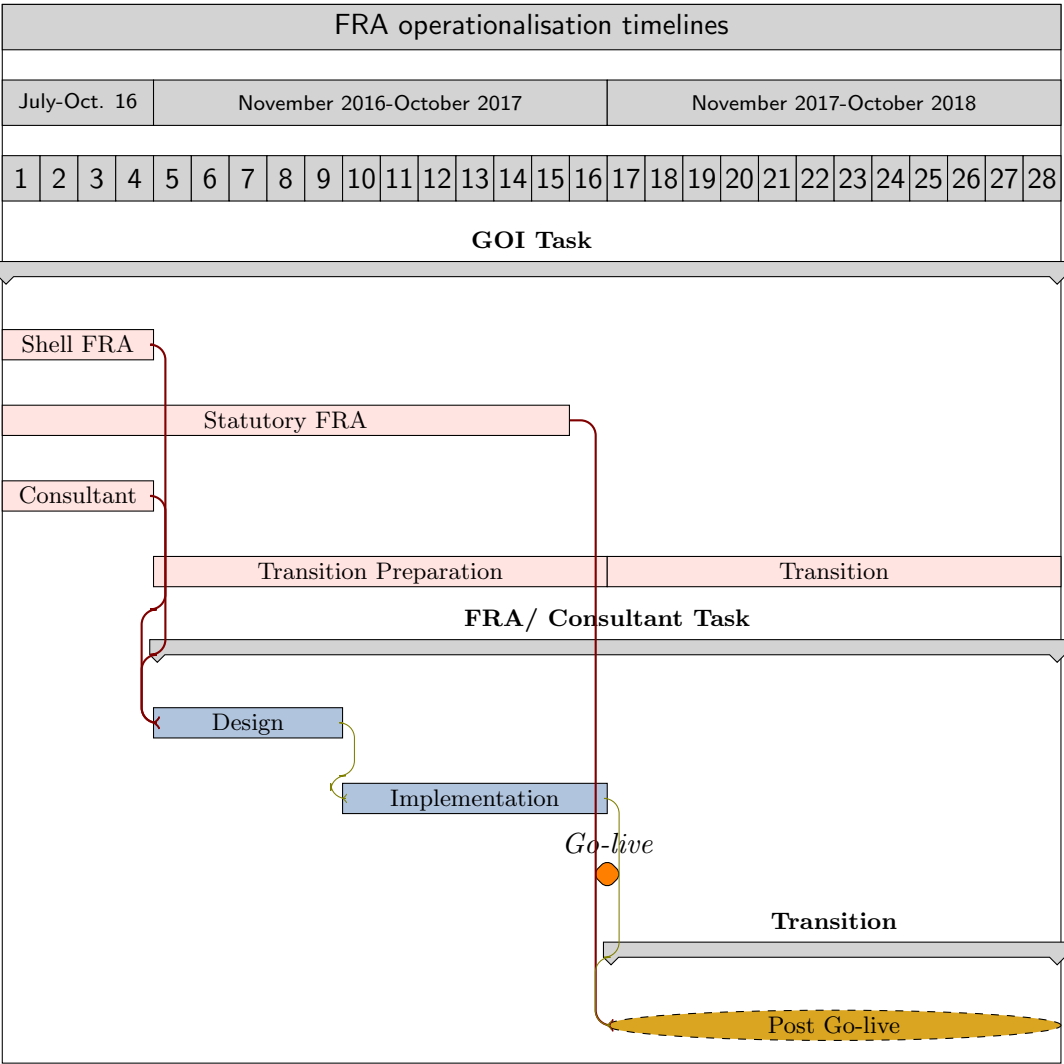 FRA operationalisation timelines
July-Oct. 16 November 2016-October 2017 November 2017-October 2018
1 2 3 4 5 6 7 8 9 10 11 12 13 14 15 16 17 18 19 20 21 22 23 24 25 26 27 28
GOI Task
Shell FRA
Statutory FRA
Consultant
Transition Preparation Transition
FRA/ Consultant Task
Design
Implementation
Go-live
Transition
Post Go-live